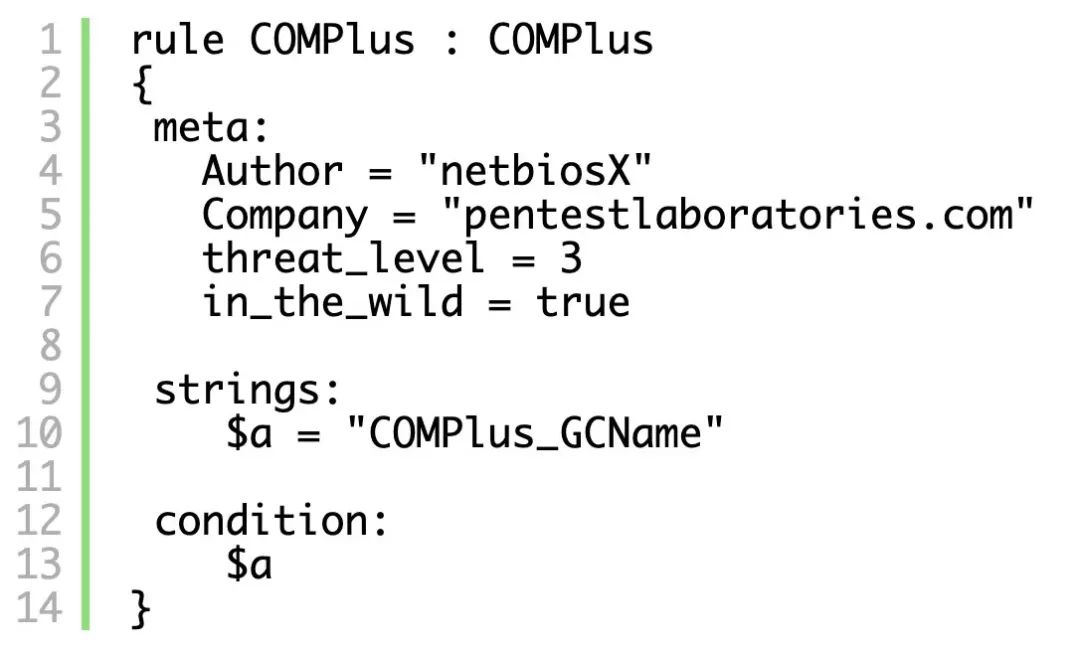 1 rule COMPlus : COMPlus
2 {
3 meta:
4 Author = "netbiosX"
5 Company = "pentestlaboratories.com"
6 threat_level = 3
7 in_the_wild = true
8
9 strings:
10 $a = "COMPlus_GCName"
11
12 condition:
13 $a
14 }